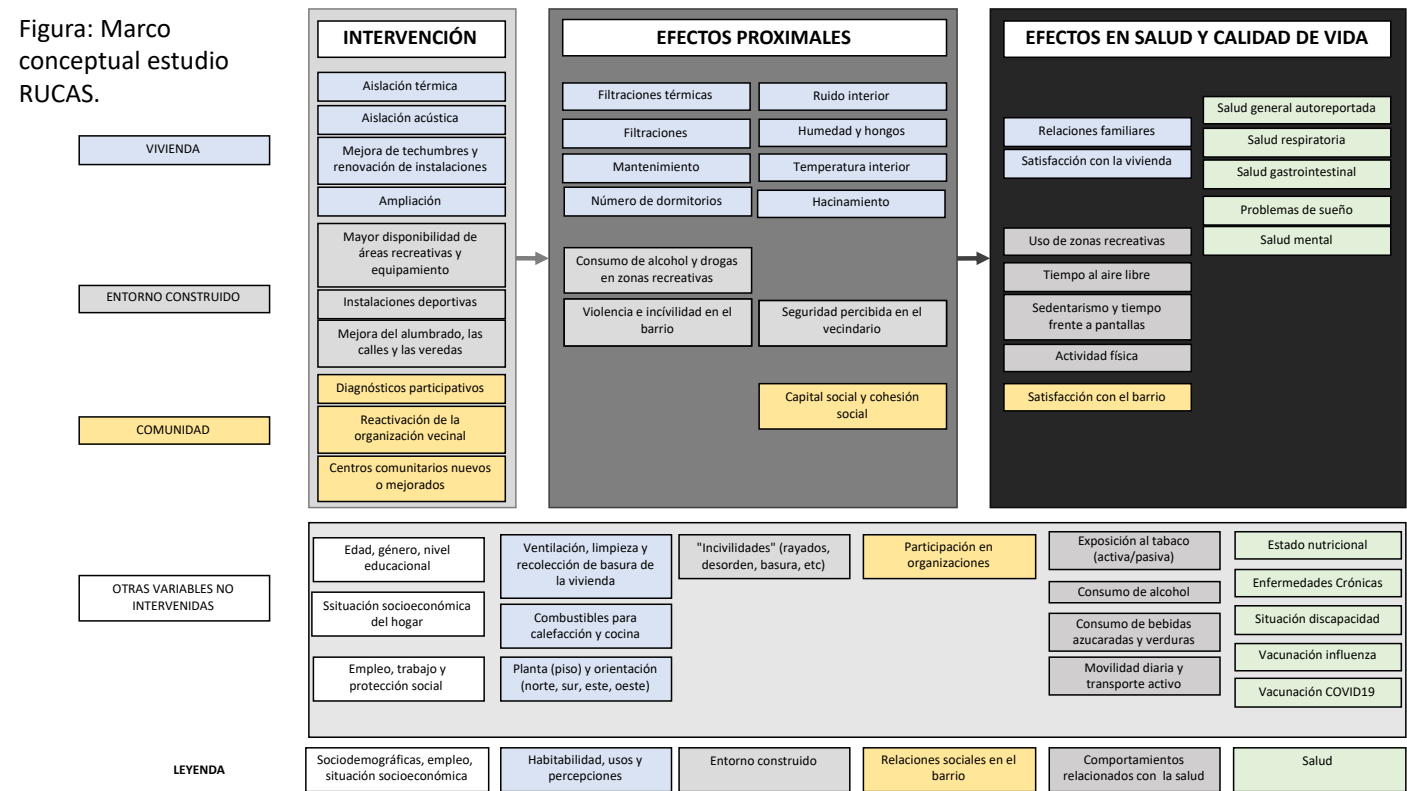 Figura: Marco
conceptual estudio
RUCAS.
VIVIENDA
ENTORNO CONSTRUIDO
COMUNIDAD
OTRAS VARIABLES NO
INTERVENIDAS
INTERVENCIÓN
Aislación térmica
Aislación acústica
Mejora de techumbres y
renovación de instalaciones
Ampliación
Mayor disponibilidad de
áreas recreativas y
equipamiento
Instalaciones deportivas
Mejora del alumbrado, las
calles y las veredas
Diagnósticos participativos
Reactivación de la
organización vecinal
Centros comunitarios nuevos
o mejorados
EFECTOS PROXIMALES
Filtraciones térmicas
Ruido interior
Filtraciones
Humedad y hongos
Mantenimiento
Temperatura interior
Número de dormitorios
Hacinamiento
Consumo de alcohol y drogas
en zonas recreativas
Violencia e incívilidad en el
barrio
Seguridad percibida en el
vecindario
Capital social y cohesión
social
EFECTOS EN SALUD Y CALIDAD DE VIDA
Relaciones familiares
Satisfacción con la vivienda
Uso de zonas recreativas
Tiempo al aire libre
Sedentarismo y tiempo
frente a pantallas
Actividad física
Satisfacción con el barrio
Salud general autoreportada
Salud respiratoria
Salud gastrointestinal
Problemas de sueño
Salud mental
Edad, género, nivel
educacional
Ssituación socioeconómica
del hogar
Empleo, trabajo y
protección social
Ventilación, limpieza y
recolección de basura de
la vivienda
Combustibles para
calefacción y cocina
Planta (piso) y orientación
(norte, sur, este, oeste)
"Incivilidades" (rayados,
desorden, basura, etc)
Participación en
organizaciones
Exposición al tabaco
(activa/pasiva)
Consumo de alcohol
Consumo de bebidas
azucaradas y verduras
Movilidad diaria y
transporte activo
Estado nutricional
Enfermedades Crónicas
Situación discapacidad
Vacunación influenza
Vacunación COVID19
LEYENDA
Sociodemográficas, empleo,
situación socioeconómica
Habitabilidad, usos y
percepciones
Entorno construido
Relaciones sociales en el
barrio
Comportamientos
relacionados con la salud
Salud